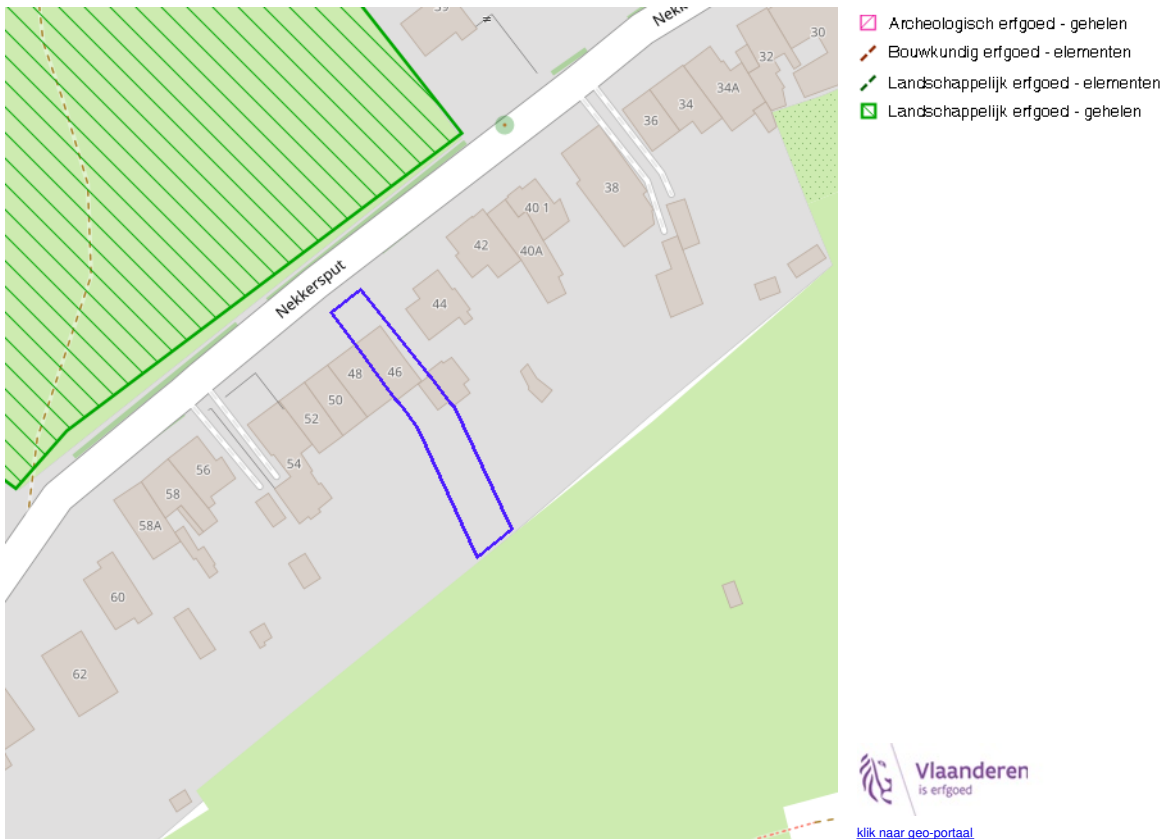 39
Nekk
30
32
34A
34
36
38
40 1
40A
42
44
Nekkersput
46
48
50
52
54
56
58
58A
60
62
Archeologisch erfgoed - gehelen
Bouwkundig erfgoed - elementen
Landschappelijk erfgoed - elementen
Landschappelijk erfgoed - gehelen
Vlaanderen
is erfgoed
klik naar geo-portaal